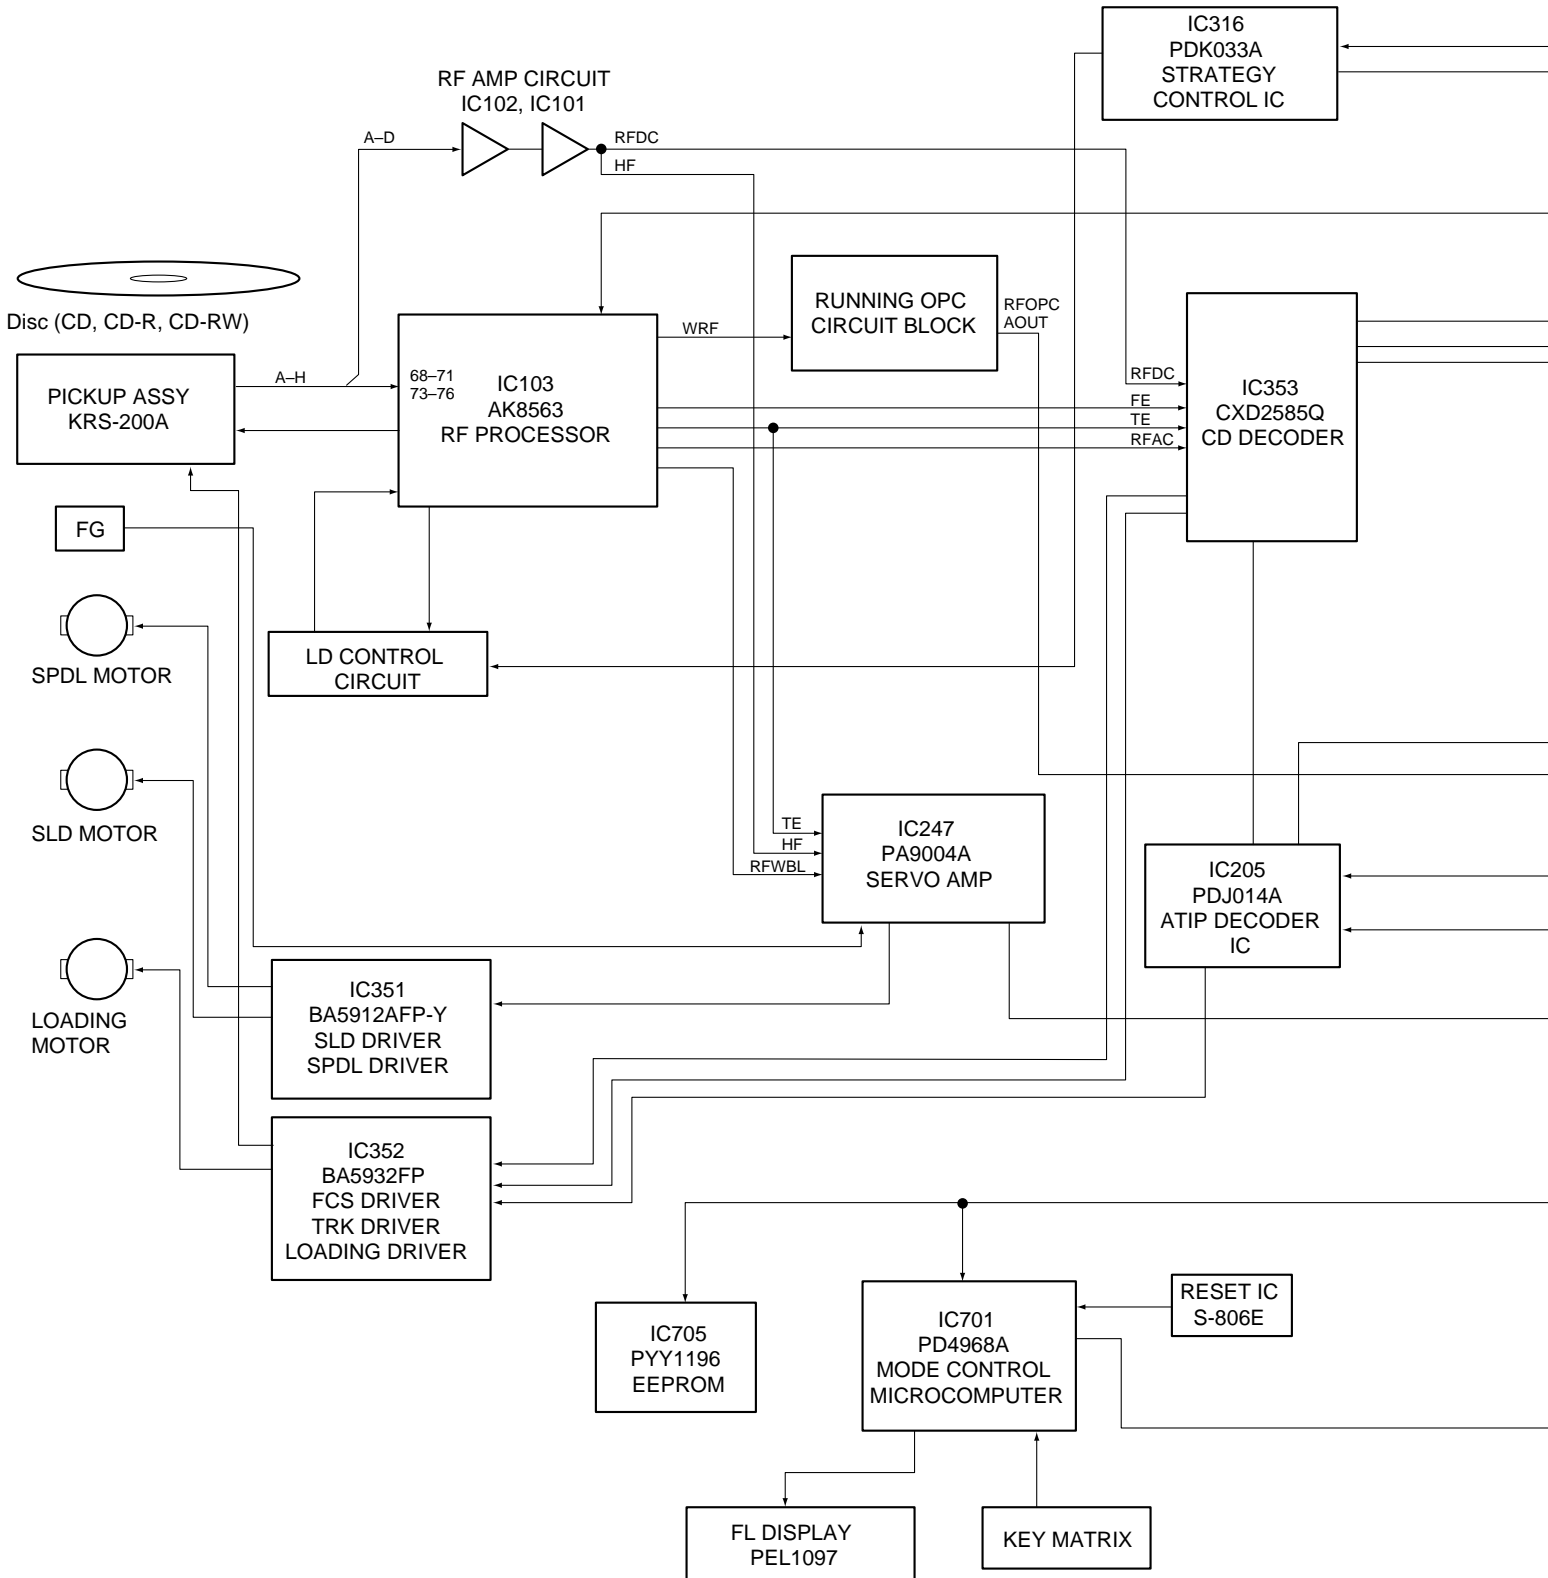 IC316
PDK033A
STRATEGY
CONTROL IC
RF AMP CIRCUIT
IC102, IC101
A–D
RFDC
HF
Disc (CD, CD-R, CD-RW)
PICKUP ASSY
KRS-200A
A–H
68–71
73–76
IC103
AK8563
RF PROCESSOR
WRF
RUNNING OPC
CIRCUIT BLOCK
RFOPC
AOUT
RFDC
FE
TE
RFAC
IC353
CXD2585Q
CD DECODER
FG
SPDL MOTOR
LD CONTROL
CIRCUIT
SLD MOTOR
TE
HF
RFWBL
IC247
PA9004A
SERVO AMP
IC205
PDJ014A
ATIP DECODER
IC
LOADING
MOTOR
IC351
BA5912AFP-Y
SLD DRIVER
SPDL DRIVER
IC352
BA5932FP
FCS DRIVER
TRK DRIVER
LOADING DRIVER
IC705
PYY1196
EEPROM
IC701
PD4968A
MODE CONTROL
MICROCOMPUTER
RESET IC
S-806E
FL DISPLAY
PEL1097
KEY MATRIX